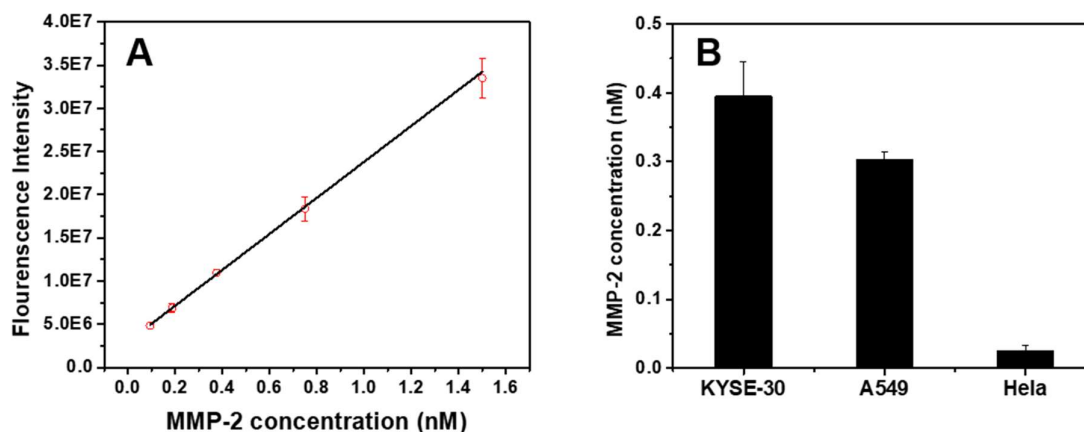 A
Flourenscence Intensity
4.0E7
3.5E7
3.0E7
2.5E7
2.0E7
1.5E7
1.0E7
5.0E6
0.0
0.0 0.2 0.4 0.6 0.8 1.0 1.2 1.4 1.6
MMP-2 concentration (nM)
B
MMP-2 concentration (nM)
0.5
0.4
0.3
0.2
0.1
0.0
KYSE-30 A549 Hela